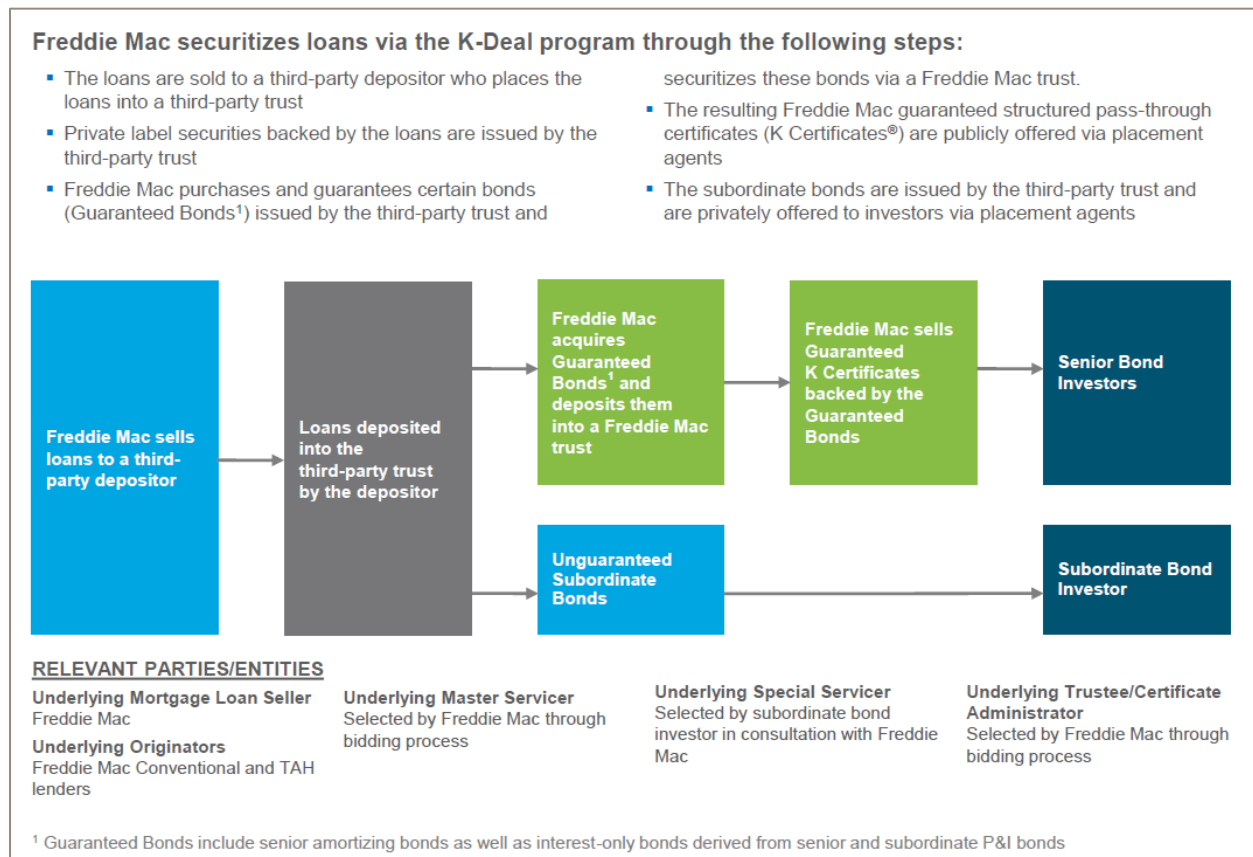 Freddie Mac securitizes loans via the K-Deal program through the following steps:
▪ The loans are sold to a third-party depositor who places the
loans into a third-party trust
▪ Private label securities backed by the loans are issued by the
third-party trust
▪ Freddie Mac purchases and guarantees certain bonds
(Guaranteed Bonds¹) issued by the third-party trust and
securitizes these bonds via a Freddie Mac trust.
▪ The resulting Freddie Mac guaranteed structured pass-through
certificates (K Certificates®) are publicly offered via placement
agents
▪ The subordinate bonds are issued by the third-party trust and
are privately offered to investors via placement agents
Freddie Mac sells
loans to a third-
party depositor
Loans deposited
into the
third-party trust
by the depositor
Freddie Mac
acquires
Guaranteed
Bonds¹ and
deposits them
into a Freddie Mac
trust
Freddie Mac sells
Guaranteed
K Certificates
backed by the
Guaranteed
Bonds
Senior Bond
Investors
Unguaranteed
Subordinate
Bonds
Subordinate Bond
Investor
RELEVANT PARTIES/ENTITIES
Underlying Mortgage Loan Seller
Freddie Mac
Underlying Originators
Freddie Mac Conventional and TAH
lenders
Underlying Master Servicer
Selected by Freddie Mac through
bidding process
Underlying Special Servicer
Selected by subordinate bond
investor in consultation with Freddie
Mac
Underlying Trustee/Certificate
Administrator
Selected by Freddie Mac through
bidding process
¹ Guaranteed Bonds include senior amortizing bonds as well as interest-only bonds derived from senior and subordinate P&I bonds